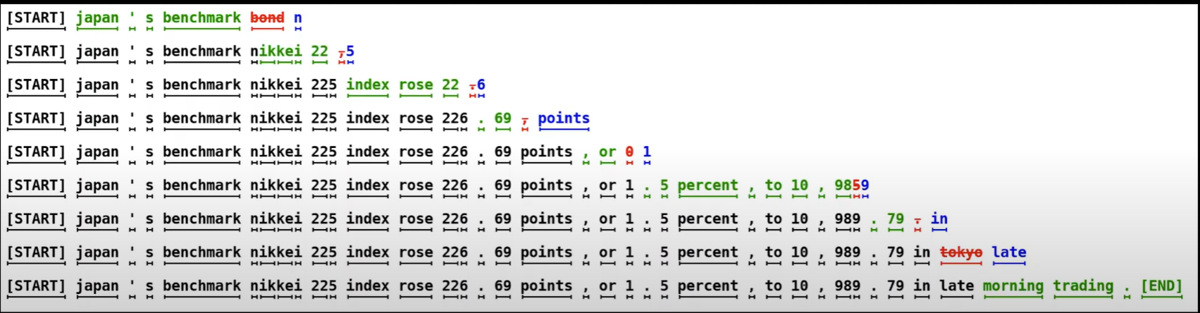 [START] japan ' s benchmark bond n
[START] japan ' s benchmark nikkei 22 ,5
[START] japan ' s benchmark nikkei 225 index rose 22 .6
[START] japan ' s benchmark nikkei 225 index rose 226 . 69 , points
[START] japan ' s benchmark nikkei 225 index rose 226 . 69 points , or 0 1
[START] japan ' s benchmark nikkei 225 index rose 226 . 69 points , or 1 . 5 percent , to 10 , 9859
[START] japan ' s benchmark nikkei 225 index rose 226 . 69 points , or 1 . 5 percent , to 10 , 989 . 79 . in
[START] japan ' s benchmark nikkei 225 index rose 226 . 69 points , or 1 . 5 percent , to 10 , 989 . 79 in tokyo late
[START] japan ' s benchmark nikkei 225 index rose 226 . 69 points , or 1 . 5 percent , to 10 , 989 . 79 in late morning trading . [END]